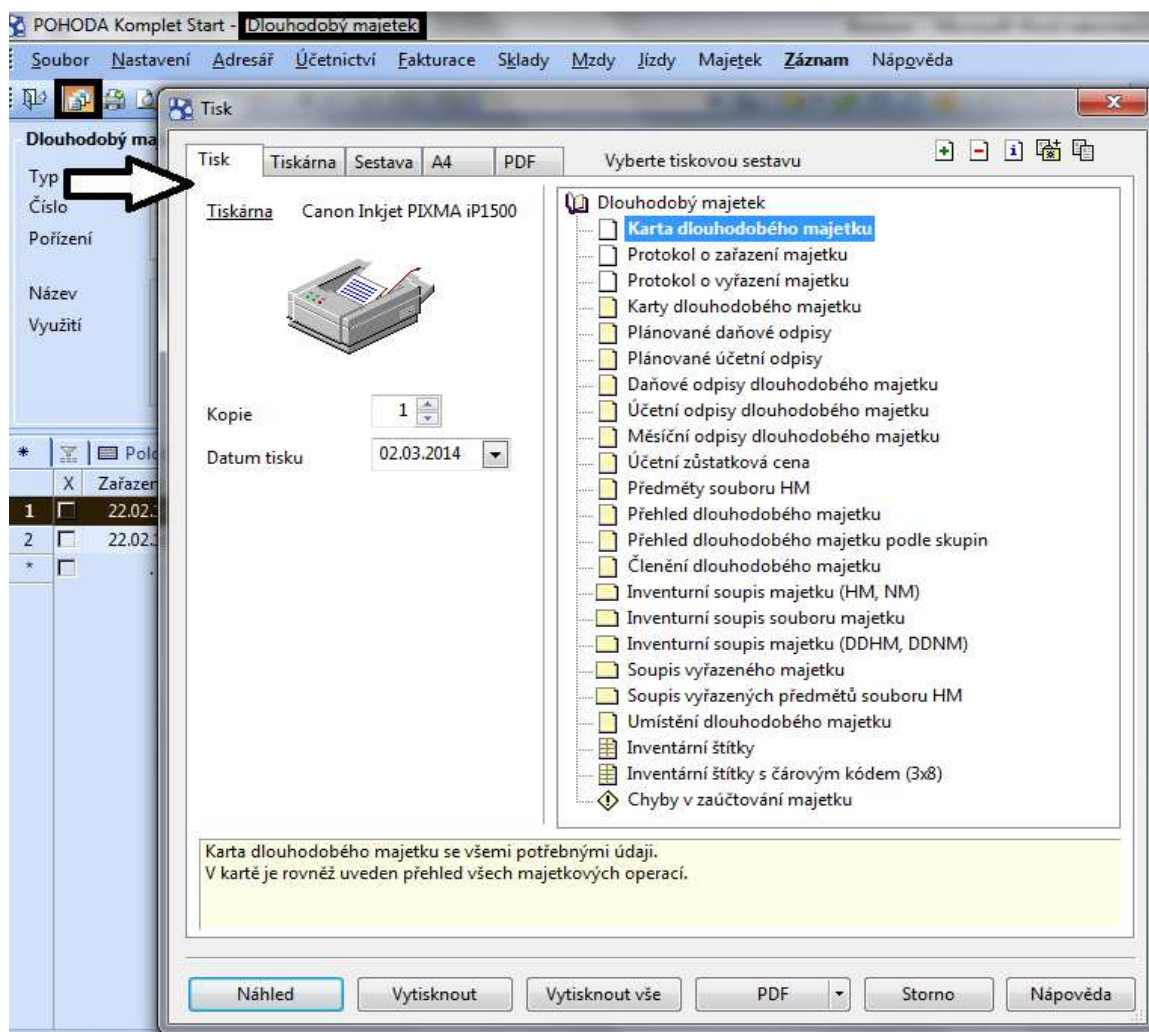 POHODA Komplet Start - Dlouhodobý majetek
Soubor Nastavení Adresář Účetnictví Fakturace Sklady Mzdy Jízdy Majetek Záznam Nápověda
Tisk
Dlouhodobý ma
Typ
Číslo
Pořízení
Název
Využití
* Polo
X Zařazen
1 22.02.
2 22.02.
* .
Tisk Tiskárna Sestava A4 PDF Vyberte tiskovou sestavu
Tiskárna Canon Inkjet PIXMA iP1500
Kopie 1
Datum tisku 02.03.2014
Dlouhodobý majetek
Karta dlouhodobého majetku
Protokol o zařazení majetku
Protokol o vyřazení majetku
Karty dlouhodobého majetku
Plánované daňové odpisy
Plánované účetní odpisy
Daňové odpisy dlouhodobého majetku
Účetní odpisy dlouhodobého majetku
Měsíční odpisy dlouhodobého majetku
Účetní zůstatková cena
Předměty souboru HM
Přehled dlouhodobého majetku
Přehled dlouhodobého majetku podle skupin
Členění dlouhodobého majetku
Inventurní soupis majetku (HM, NM)
Inventurní soupis souboru majetku
Inventurní soupis majetku (DDHM, DDNM)
Soupis vyřazeného majetku
Soupis vyřazených předmětů souboru HM
Umístění dlouhodobého majetku
Inventární štítky
Inventární štítky s čárovým kódem (3x8)
Chyby v zaúčtování majetku
Karta dlouhodobého majetku se všemi potřebnými údaji.
V kartě je rovněž uveden přehled všech majetkových operací.
Náhled Vytisknout Vytisknout vše PDF Storno Nápověda